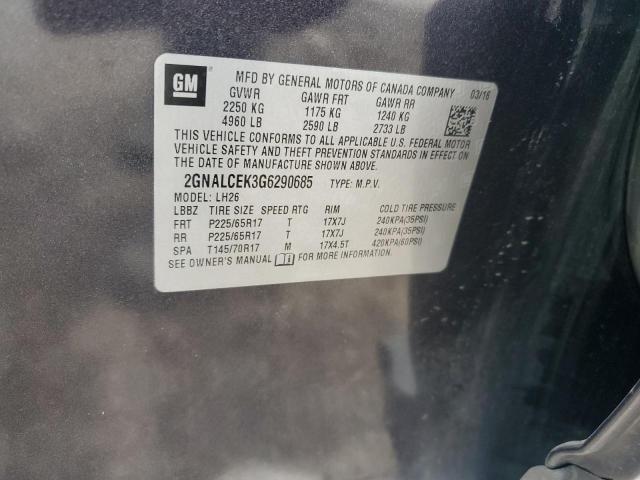 GM
MFD BY GENERAL MOTORS OF CANADA COMPANY 03/16
GVWR GAWR FRT GAWR RR
2250 KG 1175 KG 1240 KG
4960 LB 2590 LB 2733 LB
THIS VEHICLE CONFORMS TO ALL APPLICABLE U.S. FEDERAL MOTOR
VEHICLE SAFETY AND THEFT PREVENTION STANDARDS IN EFFECT ON
THE DATE OF MANUFACTURE SHOWN ABOVE.
2GNALCEK3G6290685 TYPE: M.P.V.
MODEL: LH26
LBBZ TIRE SIZE SPEED RTG RIM COLD TIRE PRESSURE
FRT P225/65R17 T 17X7J 240KPA(35PSI)
RR P225/65R17 T 17X7J 240KPA(35PSI)
SPA T145/70R17 M 17X4.5T 420KPA(60PSI)
SEE OWNER'S MANUAL FOR MORE INFORMATION.